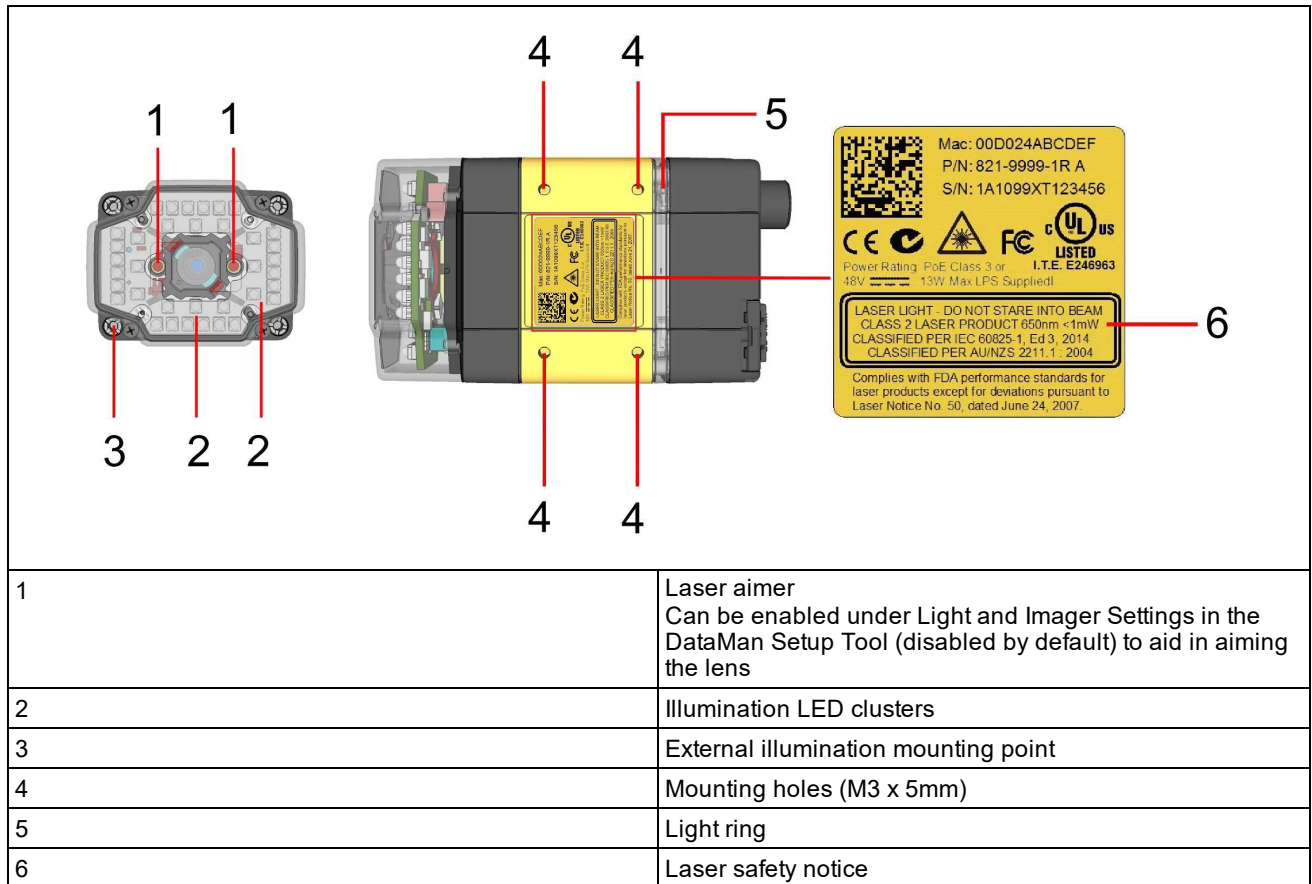 4 4
5
1 1
Mac: 00D024ABCDEF
P/N: 821-9999-1R A
S/N: 1A1099XT123456
CE FC C UL US
LISTED
I.T.E. E246963
Power Rating: PoE Class 3 or
48V 13W Max LPS Supplied!
LASER LIGHT - DO NOT STARE INTO BEAM
CLASS 2 LASER PRODUCT 650nm <1mW
CLASSIFIED PER IEC 60825-1, Ed 3, 2014
CLASSIFIED PER AU/NZS 2211.1 : 2004
6
Complies with FDA performance standards for
laser products except for deviations pursuant to
Laser Notice No. 50, dated June 24, 2007.
3 2 2
4 4
1 Laser aimer
Can be enabled under Light and Imager Settings in the
DataMan Setup Tool (disabled by default) to aid in aiming
the lens
2 Illumination LED clusters
3 External illumination mounting point
4 Mounting holes (M3 x 5mm)
5 Light ring
6 Laser safety notice